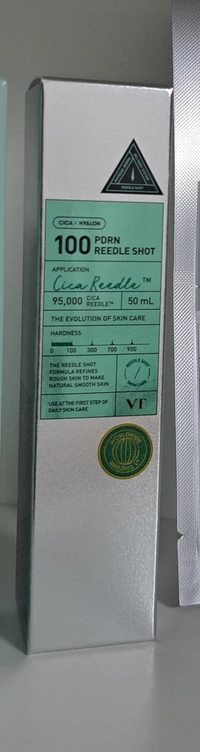 REEDLE SHOT
CICA + HYALON
100 PDRN
REEDLE SHOT
APPLICATION
Cica Reedle™
95,000 CICA REEDLE™ 50 mL
THE EVOLUTION OF SKIN CARE
HARDNESS
0 100 300 700 900
THE REEDLE SHOT
FORMULA REFINES
ROUGH SKIN TO MAKE
NATURAL SMOOTH SKIN
REEDLE SHOT
SKINCARE
USE AT THE FIRST STEP OF
DAILY SKIN CARE
VT
WORLDWIDE